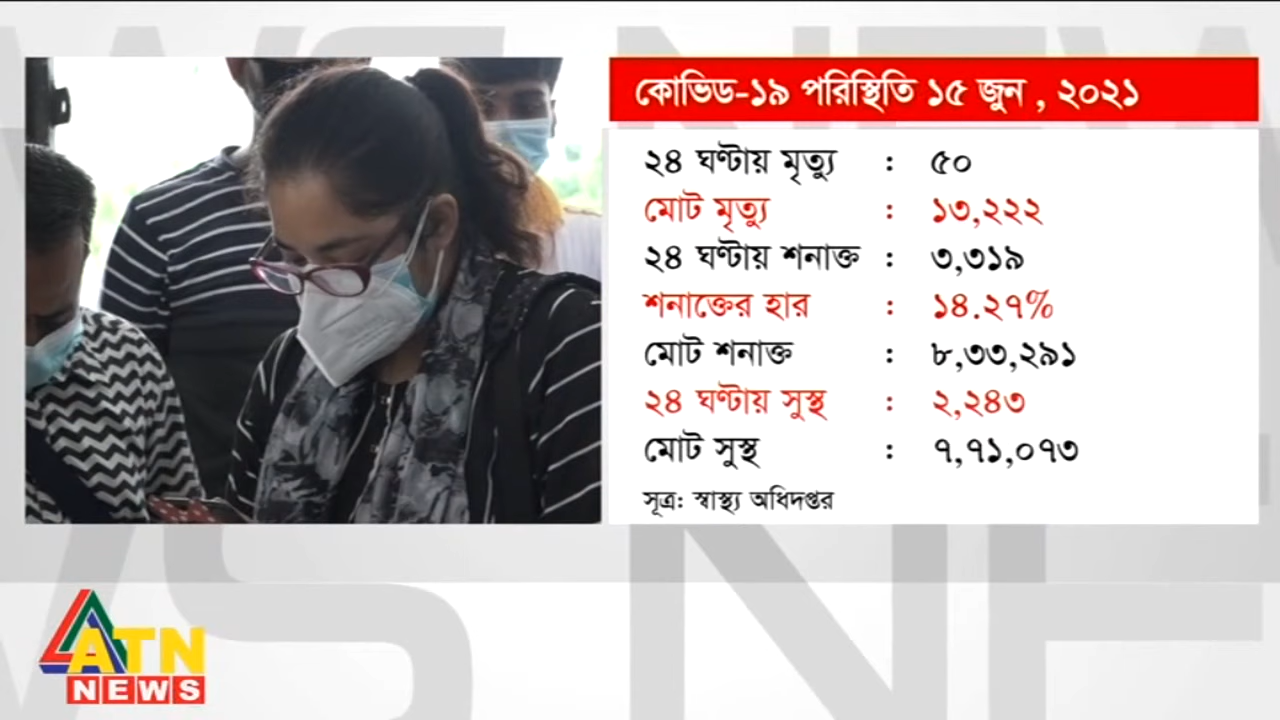 কোভিড-১৯ পরিস্থিতি ১৫ জুন , ২০২১
২৪ ঘণ্টায় মৃত্যু : ৫০
মোট মৃত্যু : ১৩,২২২
২৪ ঘণ্টায় শনাক্ত : ৩,৩১৯
শনাক্তের হার : ১৪.২৭%
মোট শনাক্ত : ৮,৩৩,২৯১
২৪ ঘণ্টায় সুস্থ : ২,২৪৩
মোট সুস্থ : ৭,৭১,০৭৩
সূত্র: স্বাস্থ্য অধিদপ্তর
ATN
NEWS